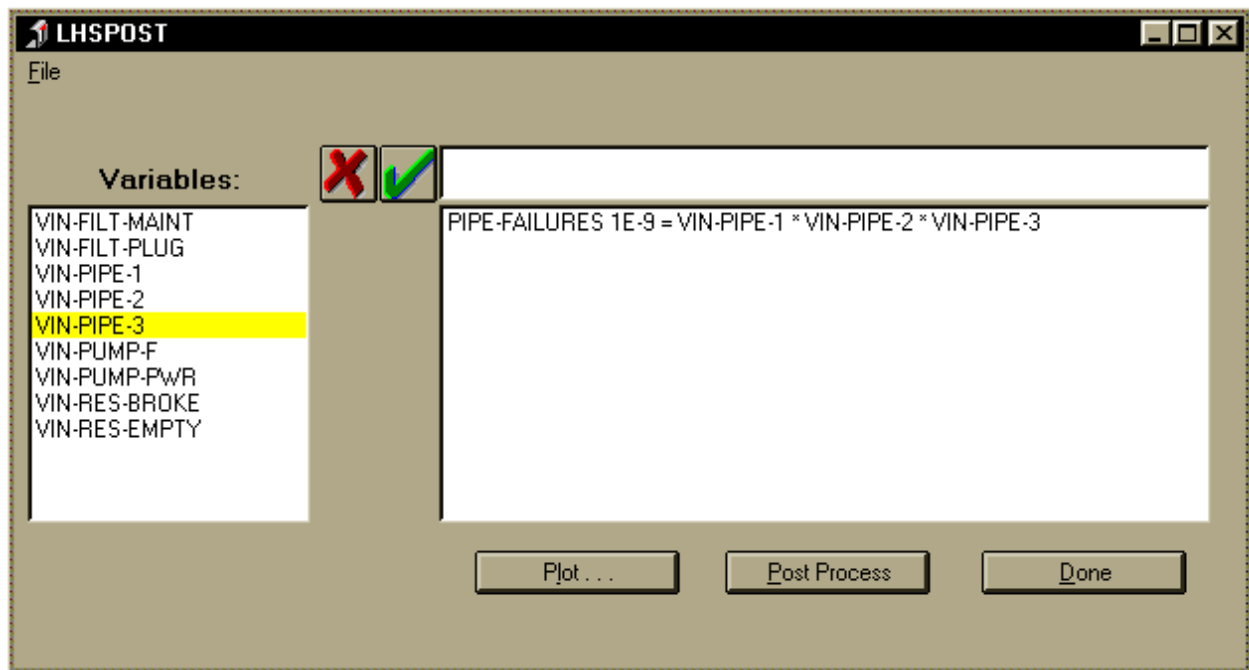 LHSPOST
File
Variables:
VIN-FILT-MAINT
VIN-FILT-PLUG
VIN-PIPE-1
VIN-PIPE-2
VIN-PIPE-3
VIN-PUMP-F
VIN-PUMP-PWR
VIN-RES-BROKE
VIN-RES-EMPTY
PIPE-FAILURES 1E-9 = VIN-PIPE-1 * VIN-PIPE-2 * VIN-PIPE-3
Plot . . .
Post Process
Done